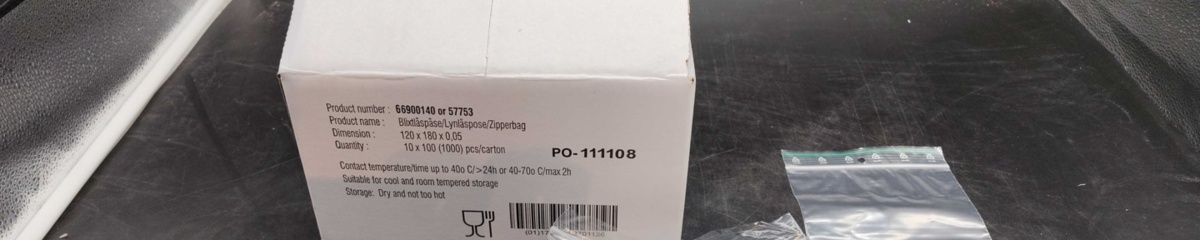 Product number : 66900140 or 57753
Product name : Blixtlåspåse/Lynlåspose/Zipperbag
Dimension : 120 x 180 x 0,05
Quantity : 10 x 100 (1000) pcs/carton
PO-111108
Contact temperature/time up to 40o C/>24h or 40-70o C/max 2h
Suitable for cool and room tempered storage
Storage: Dry and not too hot